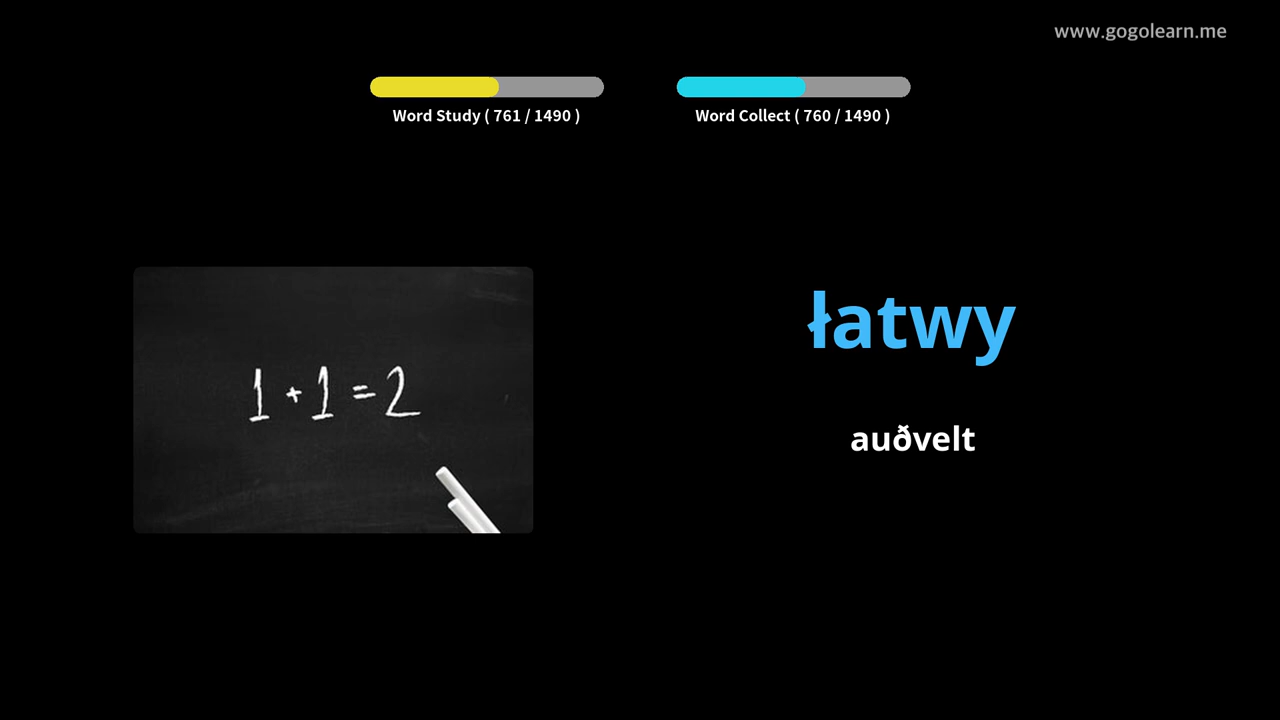 www.gogolearn.me
Word Study ( 761 / 1490 )
Word Collect ( 760 / 1490 )
1 + 1 = 2
łatwy
auðvelt